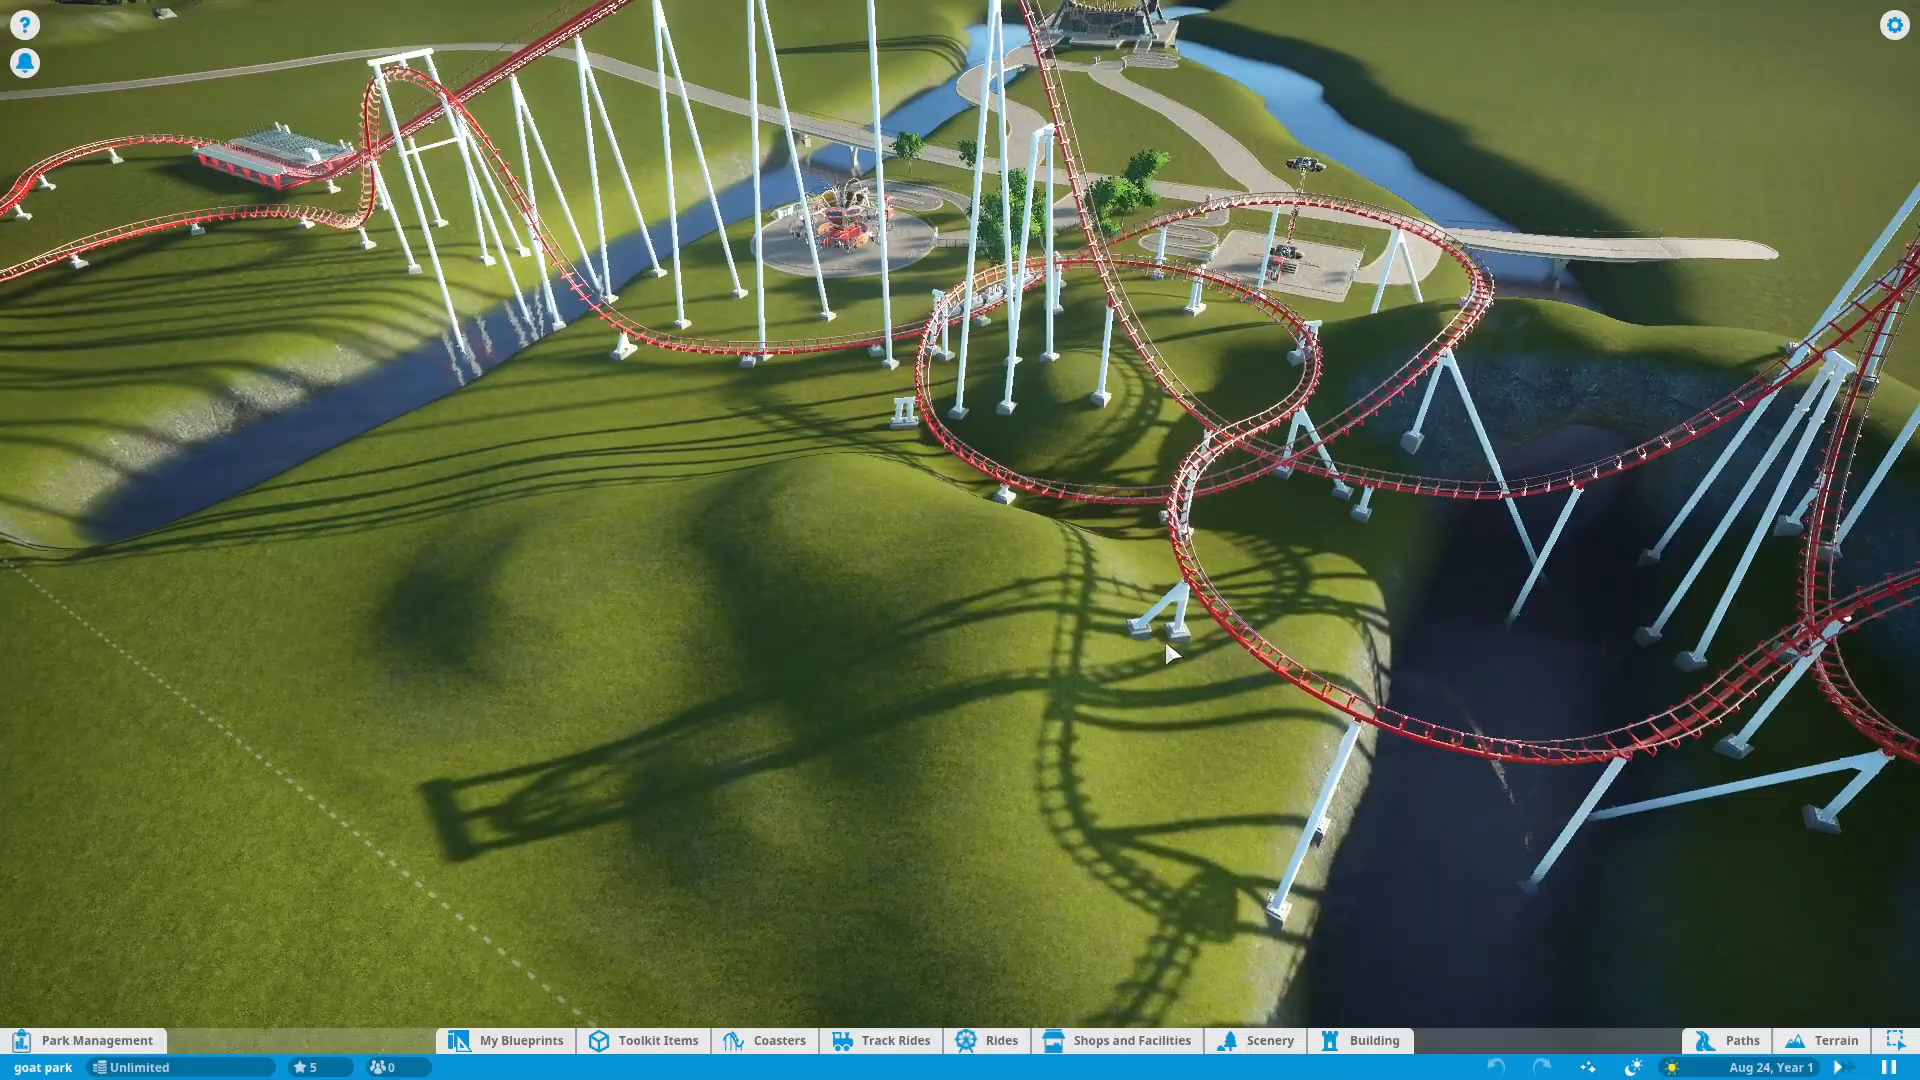 ?
Park Management
My Blueprints
Toolkit Items
Coasters
Track Rides
Rides
Shops and Facilities
Scenery
Building
Paths
Terrain
goat park
Unlimited
5
0
Aug 24, Year 1